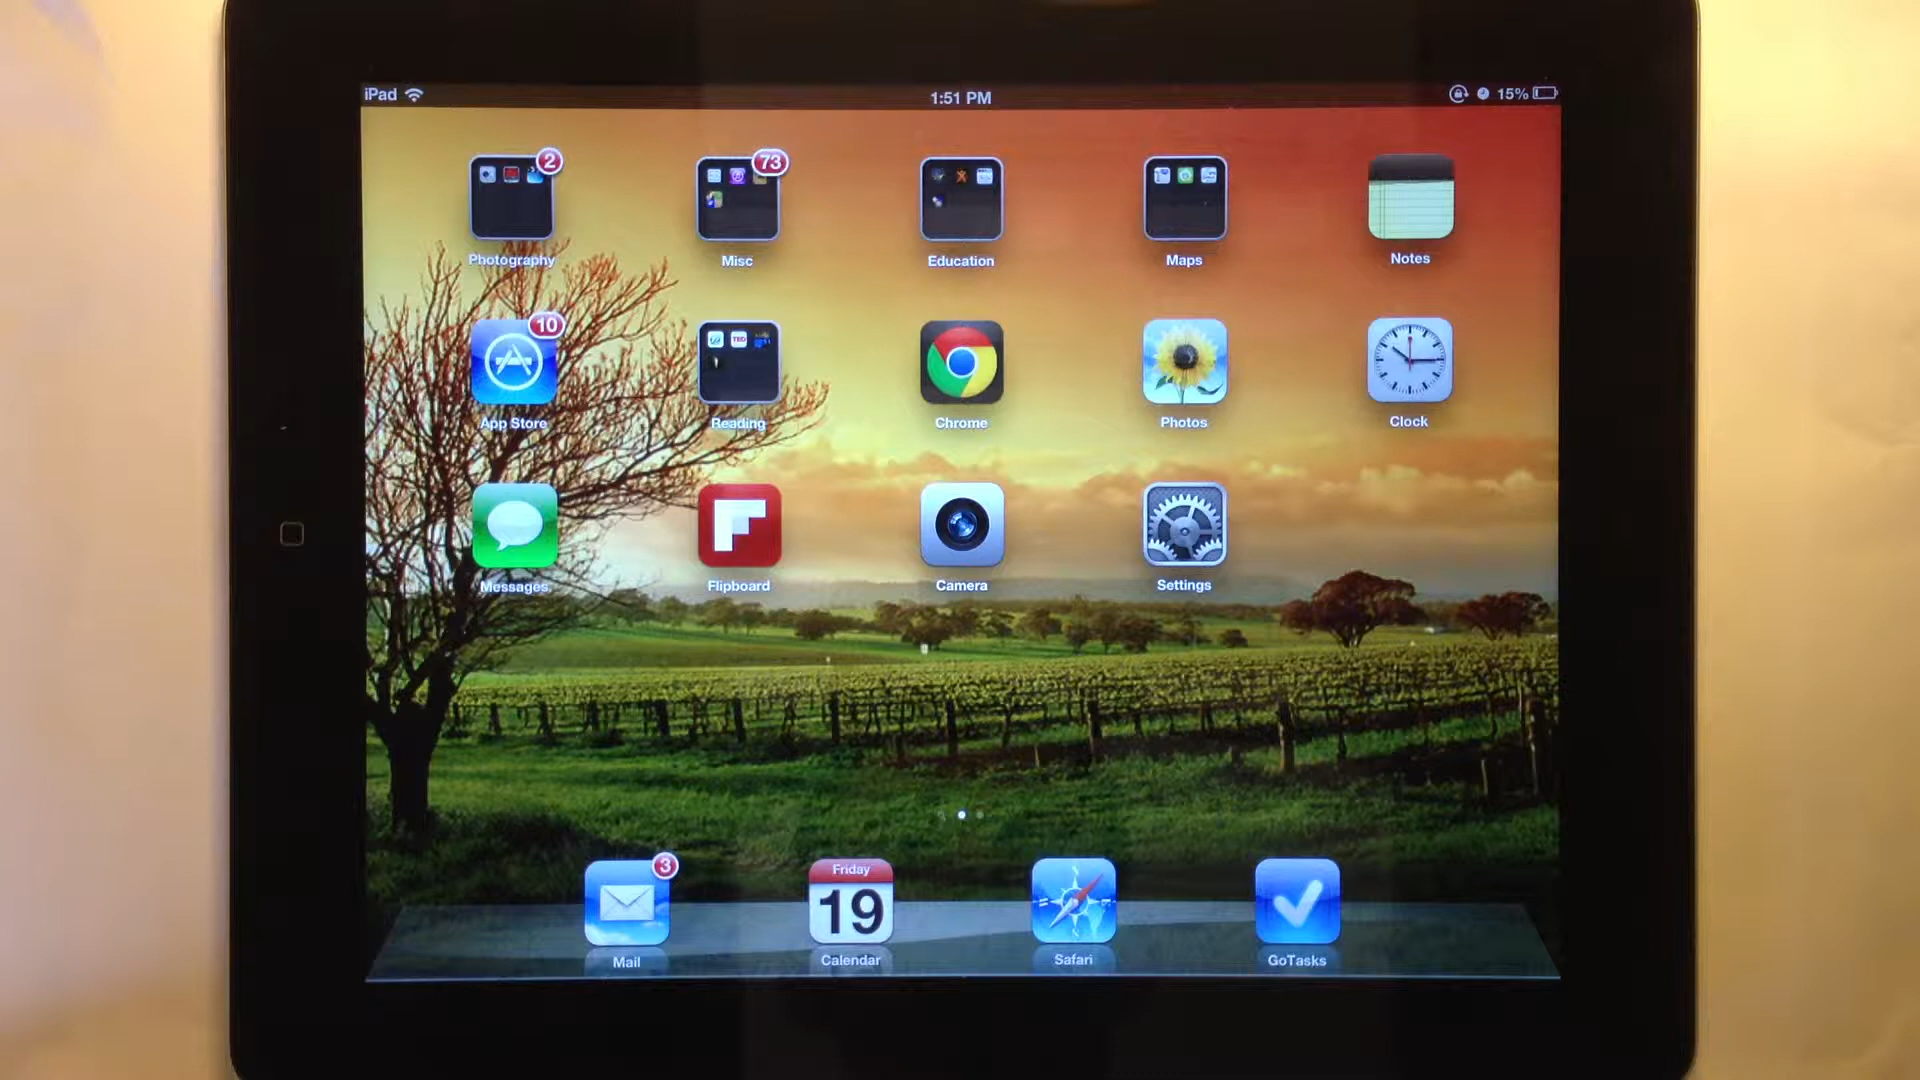 iPad 1:51 PM 15%
2 73
Photography Misc Education Maps Notes
10 TED
App Store Reading Chrome Photos Clock
Messages Flipboard Camera Settings
3 Friday
19
Mail Calendar Safari GoTasks